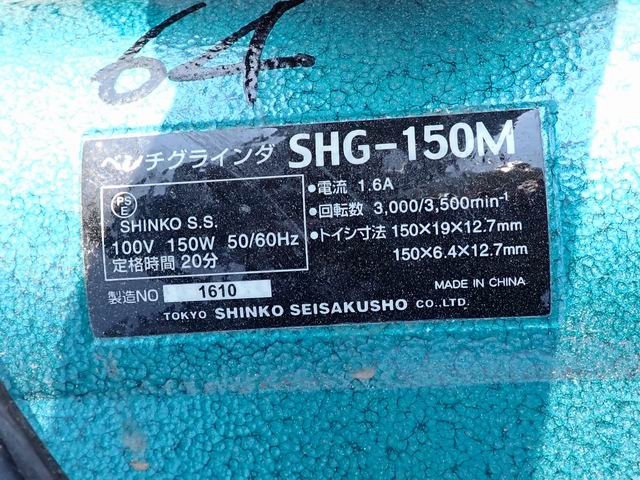 64
ベンチグラインダ SHG-150M
PS
E
SHINKO S.S.
100V 150W 50/60Hz
定格時間 20分
•電流 1.6A
•回転数 3,000/3,500min⁻¹
•トイシ寸法 150×19×12.7mm
150×6.4×12.7mm
製造NO 1610
MADE IN CHINA
TOKYO SHINKO SEISAKUSHO CO.,LTD.